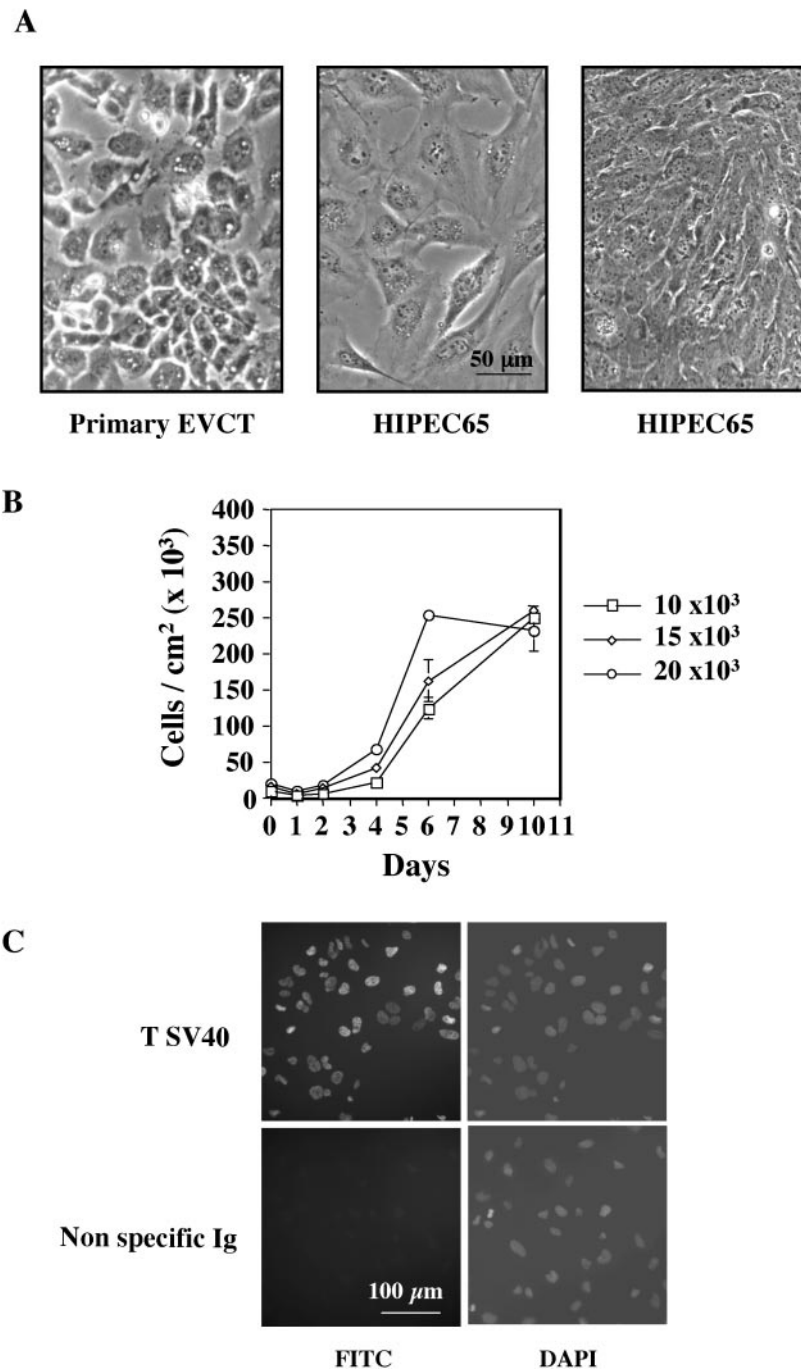 A
50 µm
Primary EVCT
HIPEC65
HIPEC65
B
Cells / cm² (x 10³)
400
350
300
250
200
150
100
50
0
0 1 2 3 4 5 6 7 8 9 10 11
Days
10 x10³
15 x10³
20 x10³
C
T SV40
Non specific Ig
100 µm
FITC
DAPI